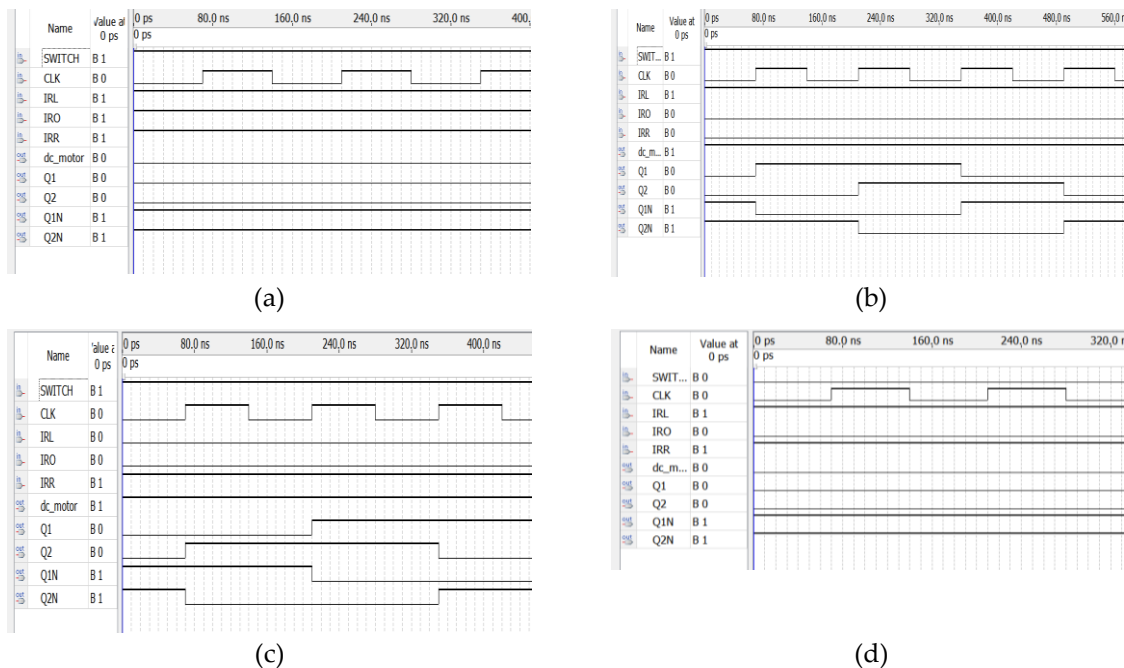 Name Value at 0 ps
0 ps 80,0 ns 160,0 ns 240,0 ns 320,0 ns 400,
0 ps
SWITCH B 1
CLK B 0
IRL B 1
IRO B 1
IRR B 1
dc_motor B 0
Q1 B 0
Q2 B 0
Q1N B 1
Q2N B 1
(a)
Name Value at 0 ps
0 ps 80,0 ns 160,0 ns 240,0 ns 320,0 ns 400,0 ns 480,0 ns 560,0
0 ps
SWIT... B 1
CLK B 0
IRL B 1
IRO B 0
IRR B 0
dc_m... B 1
Q1 B 0
Q2 B 0
Q1N B 1
Q2N B 1
(b)
Name 0 ps
0 ps 80,0 ns 160,0 ns 240,0 ns 320,0 ns 400,0 ns
0 ps
SWITCH B 1
CLK B 0
IRL B 0
IRO B 0
IRR B 1
dc_motor B 1
Q1 B 0
Q2 B 0
Q1N B 1
Q2N B 1
(c)
Name Value at 0 ps
0 ps 80,0 ns 160,0 ns 240,0 ns 320,0
0 ps
SWIT... B 0
CLK B 0
IRL B 1
IRO B 0
IRR B 1
dc_m... B 0
Q1 B 0
Q2 B 0
Q1N B 1
Q2N B 1
(d)